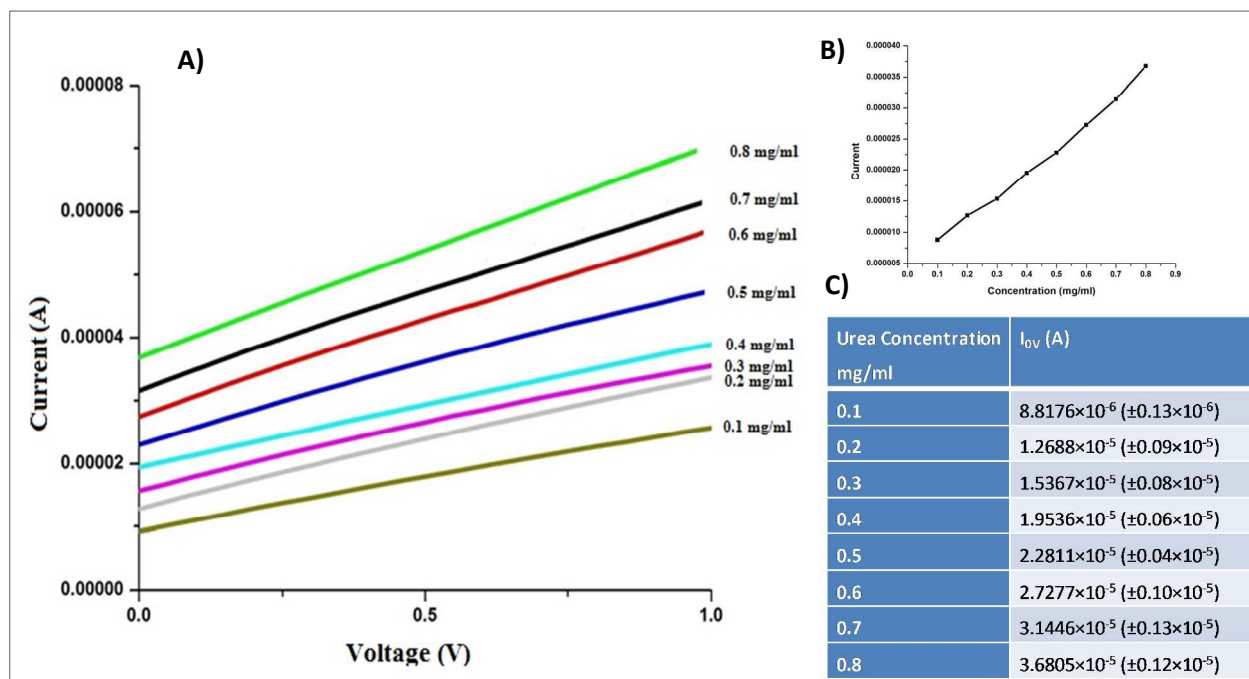 A)
0.00008
0.00006
0.00004
0.00002
0.00000
Current (A)
0.8 mg/ml
0.7 mg/ml
0.6 mg/ml
0.5 mg/ml
0.4 mg/ml
0.3 mg/ml
0.2 mg/ml
0.1 mg/ml
0.0
0.5
1.0
Voltage (V)
B)
0.000040
0.000035
0.000030
0.000025
0.000020
0.000015
0.000010
0.000005
Current
0.0 0.1 0.2 0.3 0.4 0.5 0.6 0.7 0.8 0.9
Concentration (mg/ml)
C)
Urea Concentration mg/ml I₀ᵥ (A)
0.1 8.8176×10⁻⁶ (±0.13×10⁻⁶)
0.2 1.2688×10⁻⁵ (±0.09×10⁻⁵)
0.3 1.5367×10⁻⁵ (±0.08×10⁻⁵)
0.4 1.9536×10⁻⁵ (±0.06×10⁻⁵)
0.5 2.2811×10⁻⁵ (±0.04×10⁻⁵)
0.6 2.7277×10⁻⁵ (±0.10×10⁻⁵)
0.7 3.1446×10⁻⁵ (±0.13×10⁻⁵)
0.8 3.6805×10⁻⁵ (±0.12×10⁻⁵)